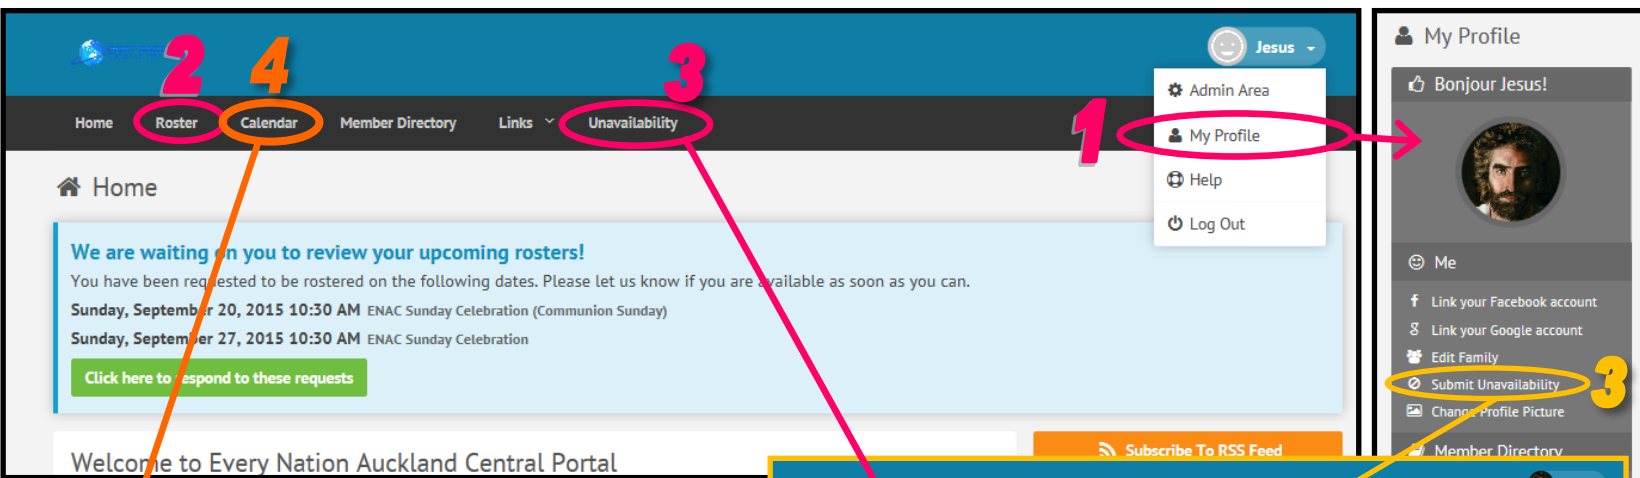 Jesus
2
4
3
1
Admin Area
My Profile
Help
Log Out
Home
Roster
Calendar
Member Directory
Links
Unavailability
Home
We are waiting on you to review your upcoming rosters!
You have been requested to be rostered on the following dates. Please let us know if you are available as soon as you can.
Sunday, September 20, 2015 10:30 AM ENAC Sunday Celebration (Communion Sunday)
Sunday, September 27, 2015 10:30 AM ENAC Sunday Celebration
Click here to respond to these requests
Welcome to Every Nation Auckland Central Portal
Subscribe To RSS Feed
My Profile
Bonjour Jesus!
Me
Link your Facebook account
Link your Google account
Edit Family
Submit Unavailability
3
Change Profile Picture
Member Directory